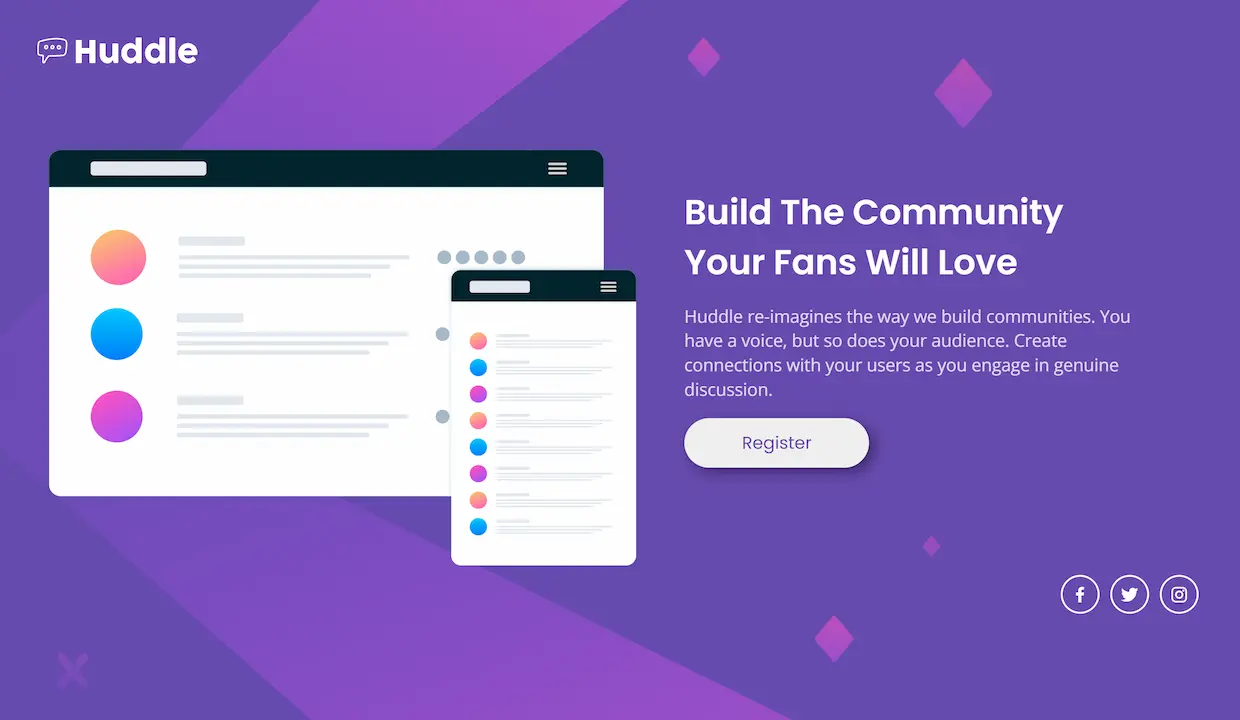 Huddle
Build The Community
Your Fans Will Love
Huddle re-imagines the way we build communities. You
have a voice, but so does your audience. Create
connections with your users as you engage in genuine
discussion.
Register